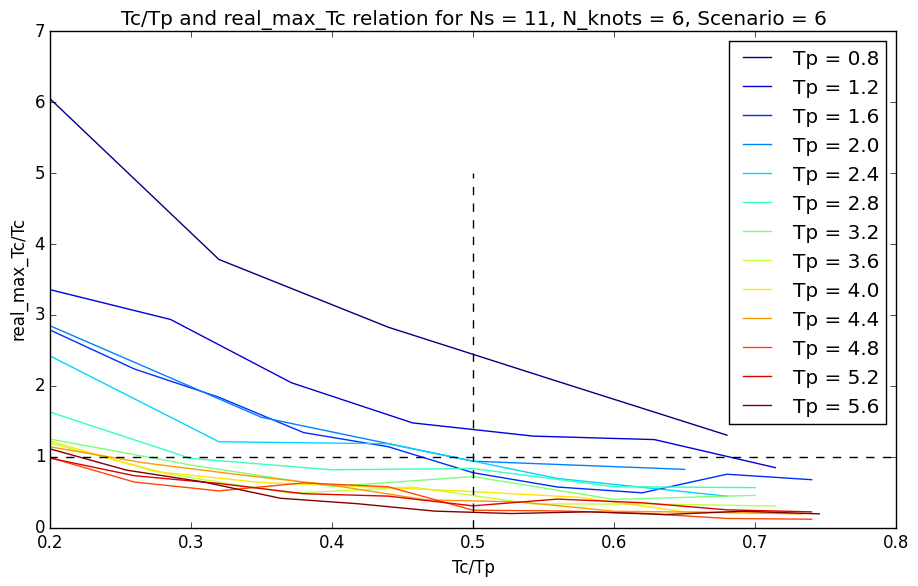 Tc/Tp and real_max_Tc relation for Ns = 11, N_knots = 6, Scenario = 6
7
6
5
4
3
2
1
0
real_max_Tc/Tc
Tp = 0.8
Tp = 1.2
Tp = 1.6
Tp = 2.0
Tp = 2.4
Tp = 2.8
Tp = 3.2
Tp = 3.6
Tp = 4.0
Tp = 4.4
Tp = 4.8
Tp = 5.2
Tp = 5.6
0.2 0.3 0.4 0.5 0.6 0.7 0.8
Tc/Tp